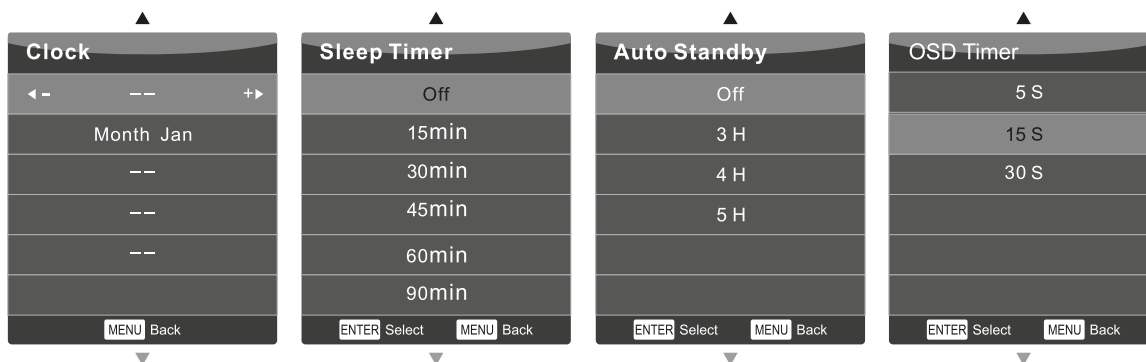 Clock
-- +
Month Jan
--
--
--
MENU Back
Sleep Timer
Off
15min
30min
45min
60min
90min
ENTER Select MENU Back
Auto Standby
Off
3 H
4 H
5 H
ENTER Select MENU Back
OSD Timer
5 S
15 S
30 S
ENTER Select MENU Back